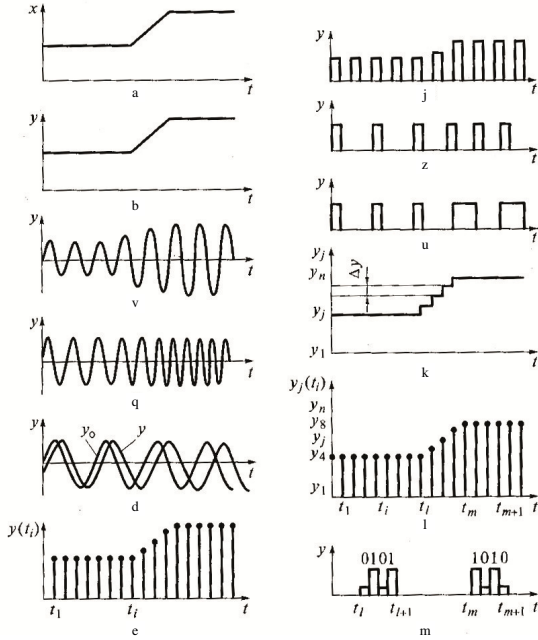 x
t
a
y
t
b
y
t
v
y
t
q
y
y₀ y
t
d
y(tᵢ)
t₁ tᵢ t
e
y
t
j
y
t
z
y
t
u
yⱼ
yₙ
Δy
yⱼ
y₁
t
k
yⱼ(tᵢ)
yₙ
y₈
yⱼ
y₄
y₁
t₁ tᵢ tₗ tₘ tₘ₊₁ t
l
y
0101 1010
tₗ tₗ₊₁ tₘ tₘ₊₁ t
m